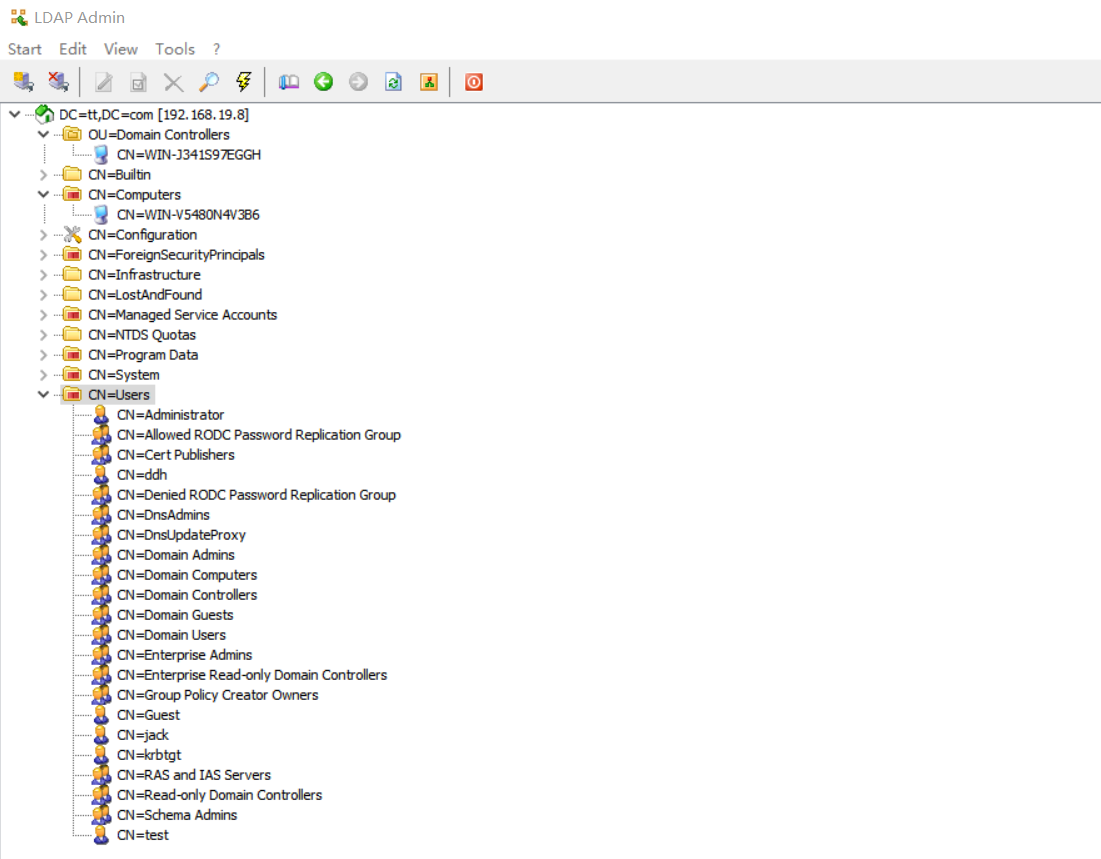 LDAP Admin
Start Edit View Tools ?
DC=tt,DC=com [192.168.19.8]
OU=Domain Controllers
CN=WIN-J341S97EGGH
CN=Builtin
CN=Computers
CN=WIN-V5480N4V3B6
CN=Configuration
CN=ForeignSecurityPrincipals
CN=Infrastructure
CN=LostAndFound
CN=Managed Service Accounts
CN=NTDS Quotas
CN=Program Data
CN=System
CN=Users
CN=Administrator
CN=Allowed RODC Password Replication Group
CN=Cert Publishers
CN=ddh
CN=Denied RODC Password Replication Group
CN=DnsAdmins
CN=DnsUpdateProxy
CN=Domain Admins
CN=Domain Computers
CN=Domain Controllers
CN=Domain Guests
CN=Domain Users
CN=Enterprise Admins
CN=Enterprise Read-only Domain Controllers
CN=Group Policy Creator Owners
CN=Guest
CN=jack
CN=krbtgt
CN=RAS and IAS Servers
CN=Read-only Domain Controllers
CN=Schema Admins
CN=test